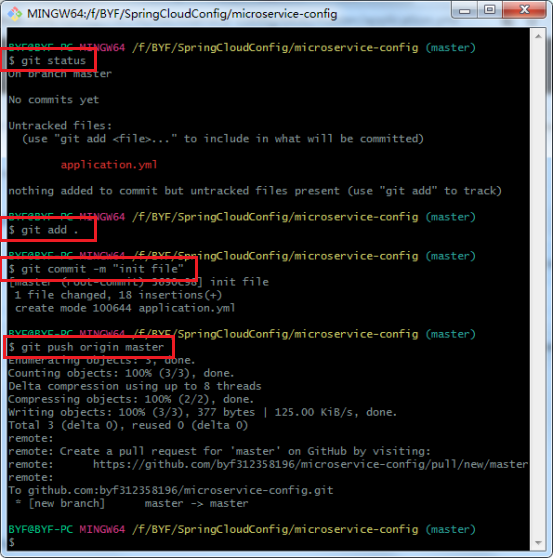 MINGW64:/f/BYF/SpringCloudConfig/microservice-config
BYF@BYF-PC MINGW64 /f/BYF/SpringCloudConfig/microservice-config (master)
$ git status
On branch master
No commits yet
Untracked files:
(use "git add <file>..." to include in what will be committed)
application.yml
nothing added to commit but untracked files present (use "git add" to track)
BYF@BYF-PC MINGW64 /f/BYF/SpringCloudConfig/microservice-config (master)
$ git add .
BYF@BYF-PC MINGW64 /f/BYF/SpringCloudConfig/microservice-config (master)
$ git commit -m "init file"
[master (root-commit) 9690c98] init file
1 file changed, 18 insertions(+)
create mode 100644 application.yml
BYF@BYF-PC MINGW64 /f/BYF/SpringCloudConfig/microservice-config (master)
$ git push origin master
Enumerating objects: 3, done.
Counting objects: 100% (3/3), done.
Delta compression using up to 8 threads
Compressing objects: 100% (2/2), done.
Writing objects: 100% (3/3), 377 bytes | 125.00 KiB/s, done.
Total 3 (delta 0), reused 0 (delta 0)
remote:
remote: Create a pull request for 'master' on GitHub by visiting:
remote: https://github.com/byf312358196/microservice-config/pull/new/master
remote:
To github.com:byf312358196/microservice-config.git
* [new branch] master -> master
BYF@BYF-PC MINGW64 /f/BYF/SpringCloudConfig/microservice-config (master)
$